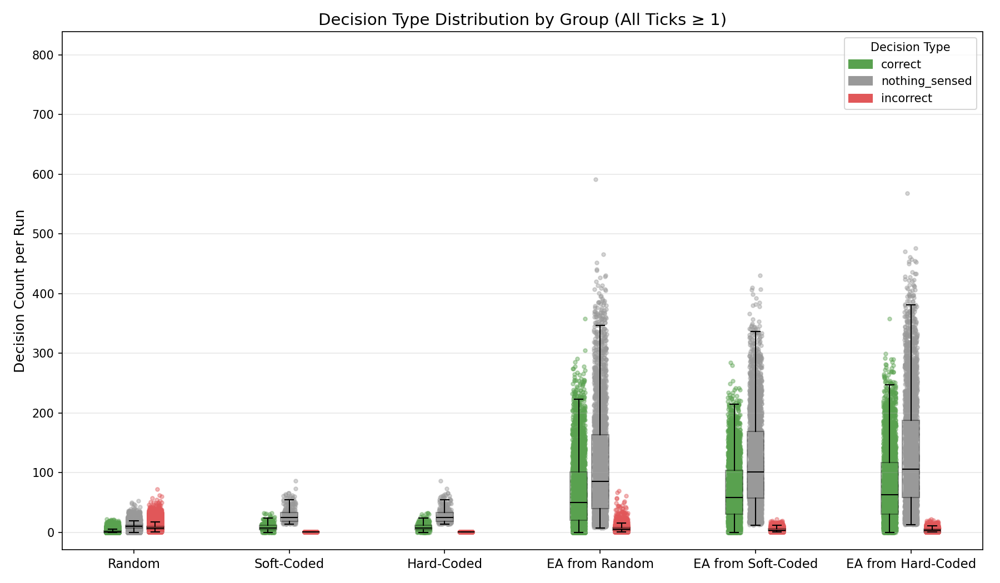 Decision Type Distribution by Group (All Ticks ≥ 1)
Decision Type
correct
nothing_sensed
incorrect
Decision Count per Run
800
700
600
500
400
300
200
100
0
Random
Soft-Coded
Hard-Coded
EA from Random
EA from Soft-Coded
EA from Hard-Coded